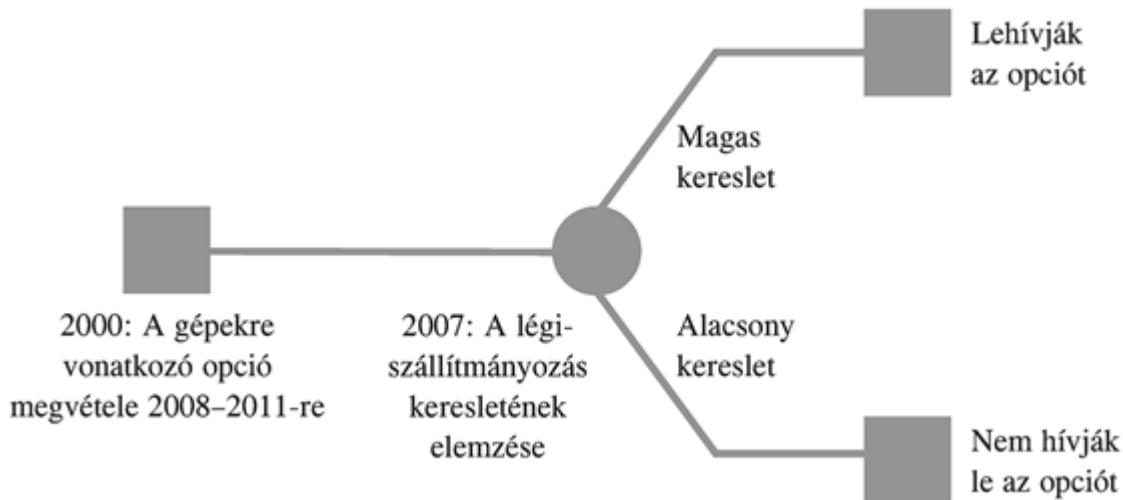 Lehívják
az opciót
Magas
kereslet
2000: A gépekre
vonatkozó opció
megvétele 2008–2011-re
2007: A légi-
szállítmányozás
keresletének
elemzése
Alacsony
kereslet
Nem hívják
le az opciót